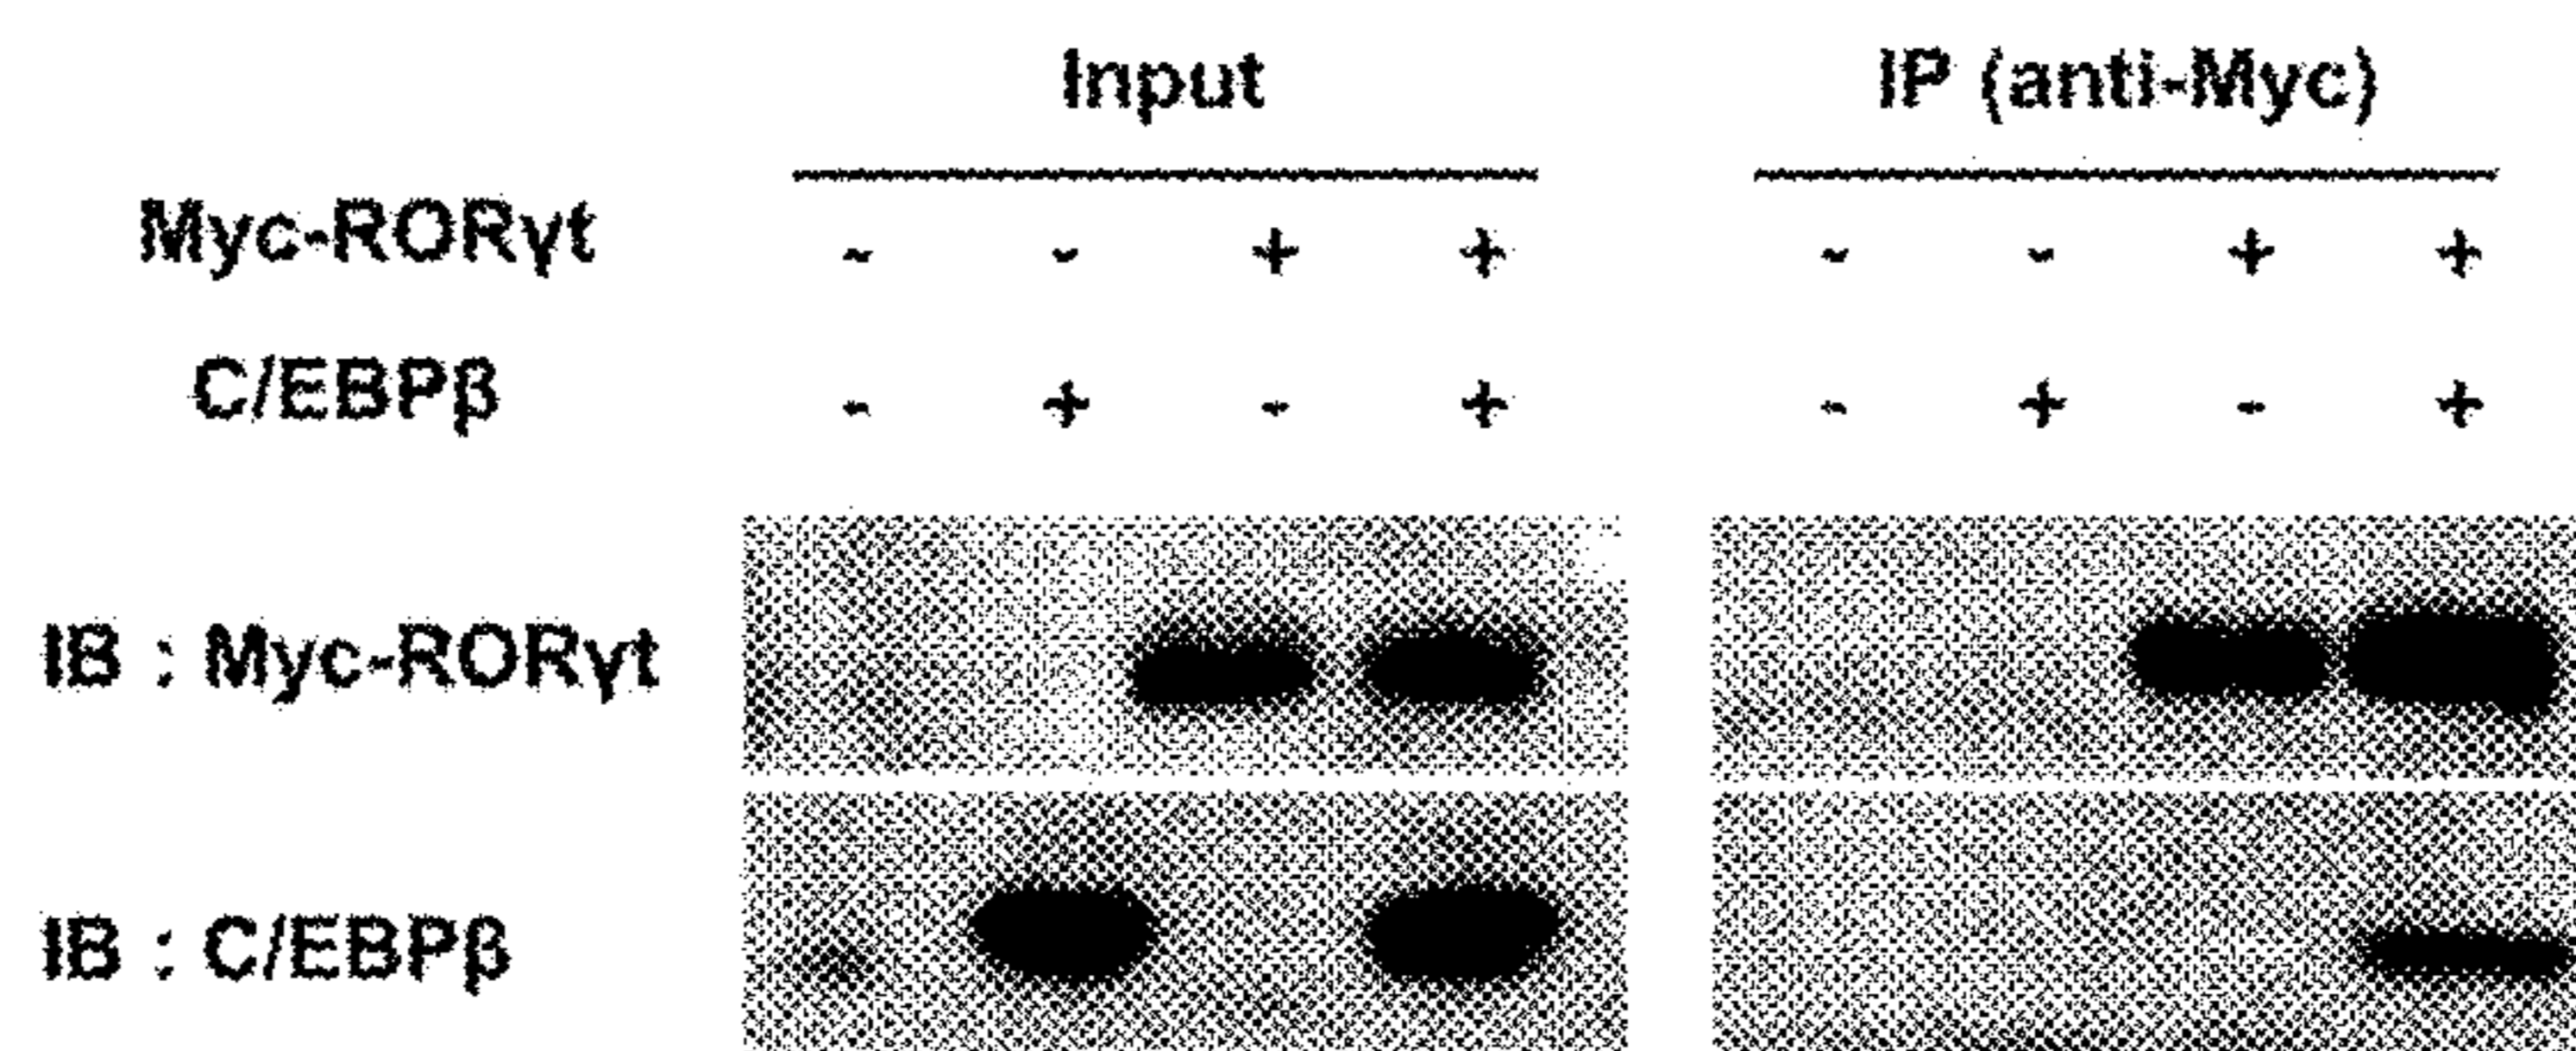 Input IP (anti-Myc)
Myc-RORγt - - + + - - + +
C/EBPβ - + - + - + - +
IB : Myc-RORγt
IB : C/EBPβ